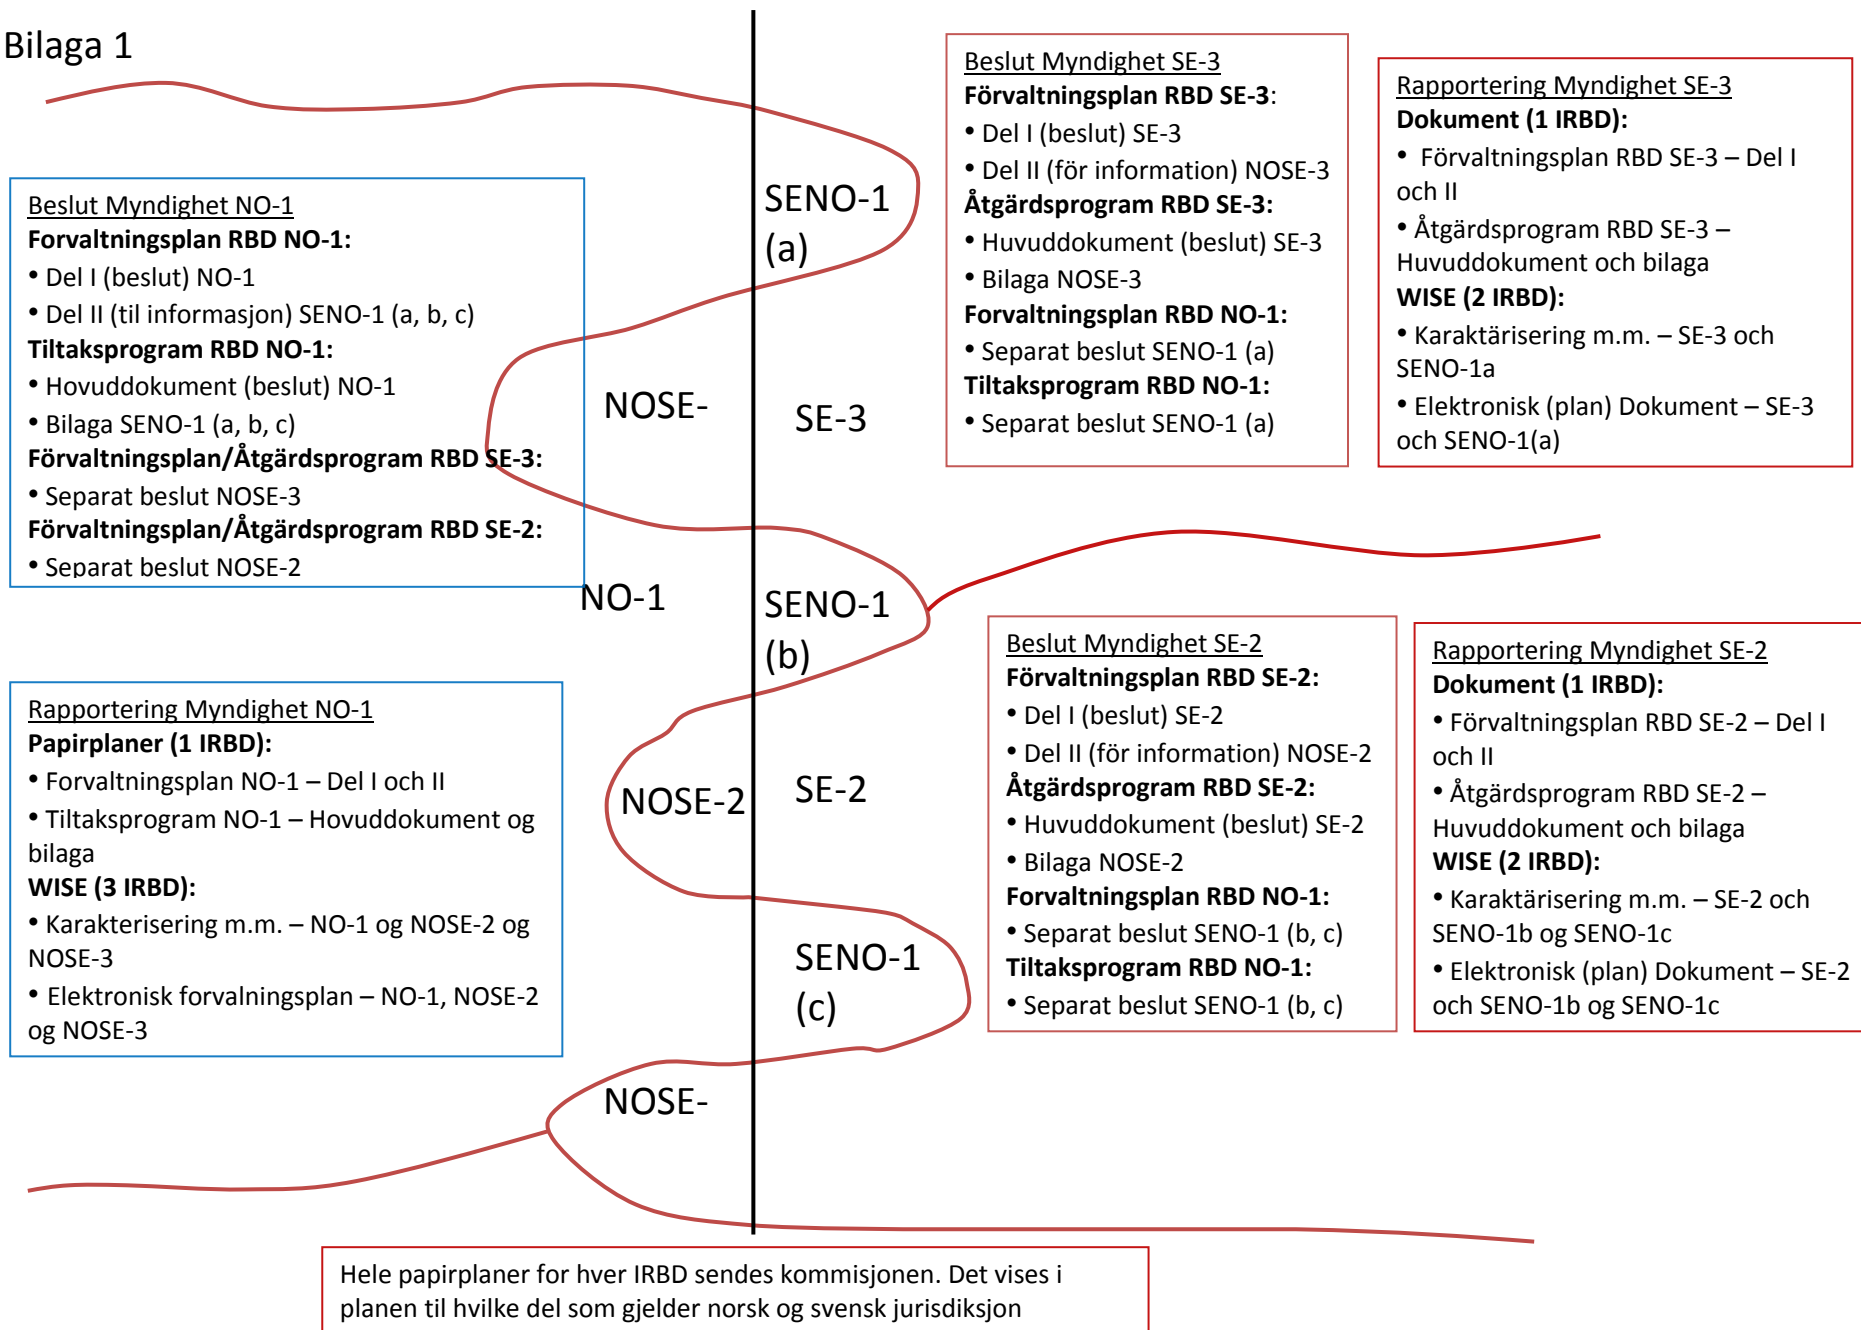 Bilaga 1
Beslut Myndighet NO-1
Forvaltningsplan RBD NO-1:
• Del I (beslut) NO-1
• Del II (til informasjon) SENO-1 (a, b, c)
Tiltaksprogram RBD NO-1:
• Hovuddokument (beslut) NO-1
• Bilaga SENO-1 (a, b, c)
Förvaltningsplan/Åtgärdsprogram RBD SE-3:
• Separat beslut NOSE-3
Förvaltningsplan/Åtgärdsprogram RBD SE-2:
• Separat beslut NOSE-2
Rapportering Myndighet NO-1
Papirplaner (1 IRBD):
• Forvaltningsplan NO-1 – Del I och II
• Tiltaksprogram NO-1 – Hovuddokument og
bilaga
WISE (3 IRBD):
• Karakterisering m.m. – NO-1 og NOSE-2 og
NOSE-3
• Elektronisk forvalningsplan – NO-1, NOSE-2
og NOSE-3
SENO-1
(a)
NOSE-
SE-3
NO-1
SENO-1
(b)
NOSE-2
SE-2
SENO-1
(c)
NOSE-
Beslut Myndighet SE-3
Förvaltningsplan RBD SE-3:
• Del I (beslut) SE-3
• Del II (för information) NOSE-3
Åtgärdsprogram RBD SE-3:
• Huvuddokument (beslut) SE-3
• Bilaga NOSE-3
Forvaltningsplan RBD NO-1:
• Separat beslut SENO-1 (a)
Tiltaksprogram RBD NO-1:
• Separat beslut SENO-1 (a)
Rapportering Myndighet SE-3
Dokument (1 IRBD):
• Förvaltningsplan RBD SE-3 – Del I
och II
• Åtgärdsprogram RBD SE-3 –
Huvuddokument och bilaga
WISE (2 IRBD):
• Karaktärisering m.m. – SE-3 och
SENO-1a
• Elektronisk (plan) Dokument – SE-3
och SENO-1(a)
Beslut Myndighet SE-2
Förvaltningsplan RBD SE-2:
• Del I (beslut) SE-2
• Del II (för information) NOSE-2
Åtgärdsprogram RBD SE-2:
• Huvuddokument (beslut) SE-2
• Bilaga NOSE-2
Forvaltningsplan RBD NO-1:
• Separat beslut SENO-1 (b, c)
Tiltaksprogram RBD NO-1:
• Separat beslut SENO-1 (b, c)
Rapportering Myndighet SE-2
Dokument (1 IRBD):
• Förvaltningsplan RBD SE-2 – Del I
och II
• Åtgärdsprogram RBD SE-2 –
Huvuddokument och bilaga
WISE (2 IRBD):
• Karaktärisering m.m. – SE-2 och
SENO-1b og SENO-1c
• Elektronisk (plan) Dokument – SE-2
och SENO-1b og SENO-1c
Hele papirplaner for hver IRBD sendes kommisjonen. Det vises i
planen til hvilke del som gjelder norsk og svensk jurisdiksjon